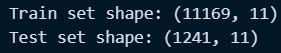 Train set shape: (11169, 11)
Test set shape: (1241, 11)